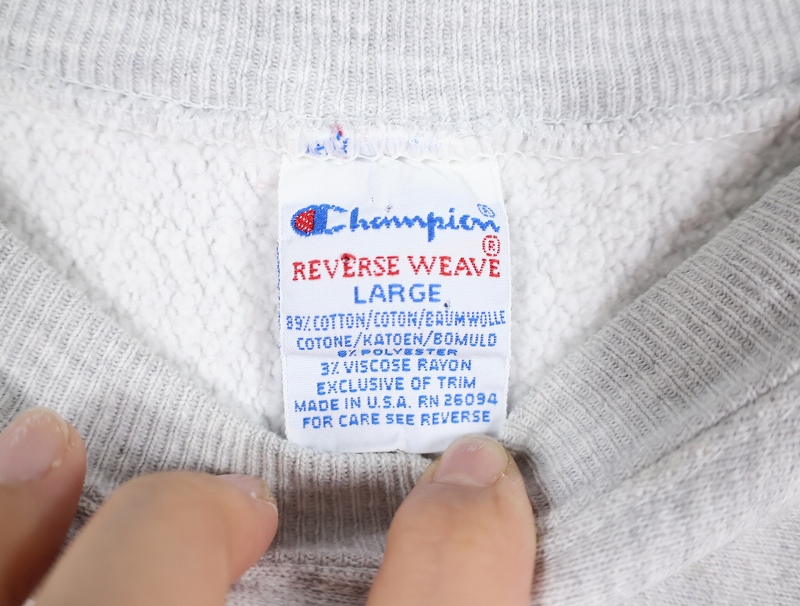 Champion®
REVERSE WEAVE®
LARGE
89% COTTON/COTON/BAUMWOLLE
COTONE/KATOEN/BOMULD
8% POLYESTER
3% VISCOSE RAYON
EXCLUSIVE OF TRIM
MADE IN U.S.A. RN 26094
FOR CARE SEE REVERSE